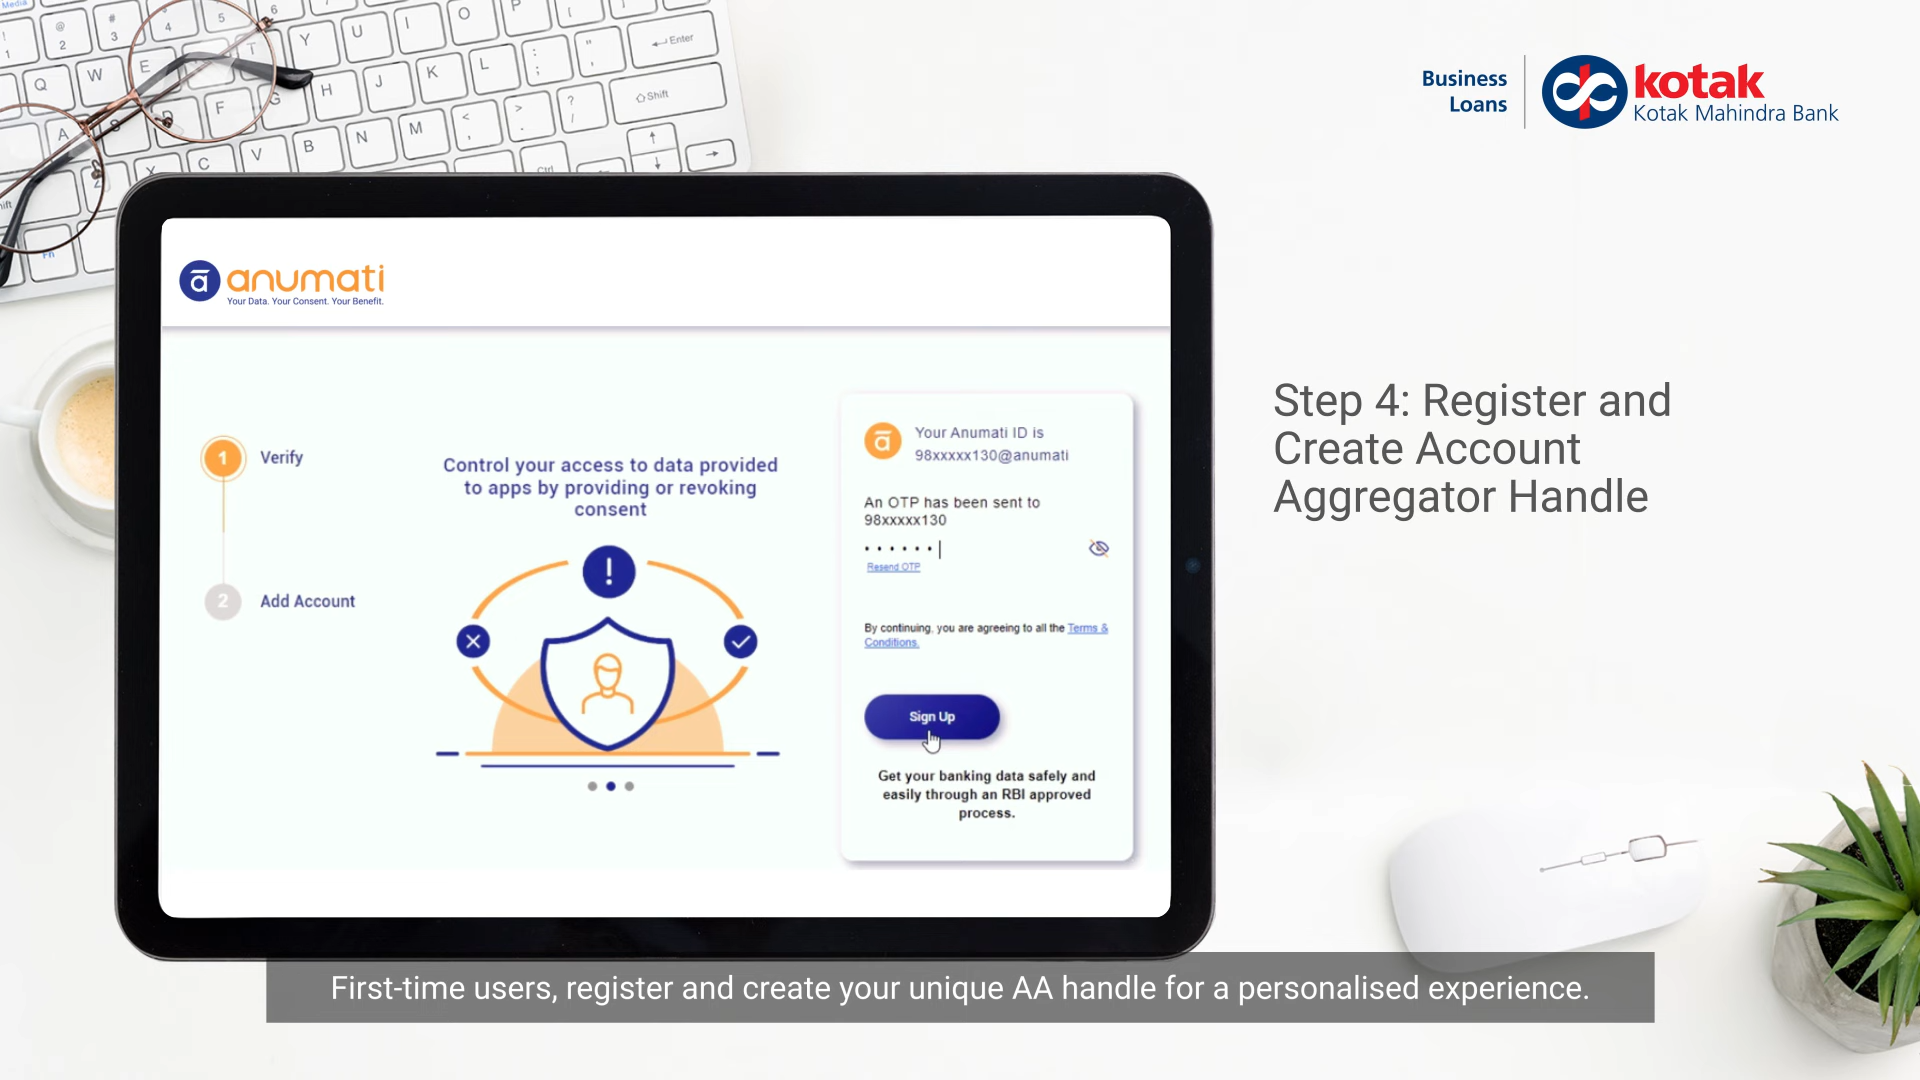 Business
Loans
kotak
Kotak Mahindra Bank
ā anumati
Your Data. Your Consent. Your Benefit.
1 Verify
2 Add Account
Control your access to data provided
to apps by providing or revoking
consent
ā
Your Anumati ID is
98xxxxx130@anumati
An OTP has been sent to
98xxxxx130
Resend OTP
By continuing, you are agreeing to all the Terms &
Conditions.
Sign Up
Get your banking data safely and
easily through an RBI approved
process.
Step 4: Register and
Create Account
Aggregator Handle
First-time users, register and create your unique AA handle for a personalised experience.